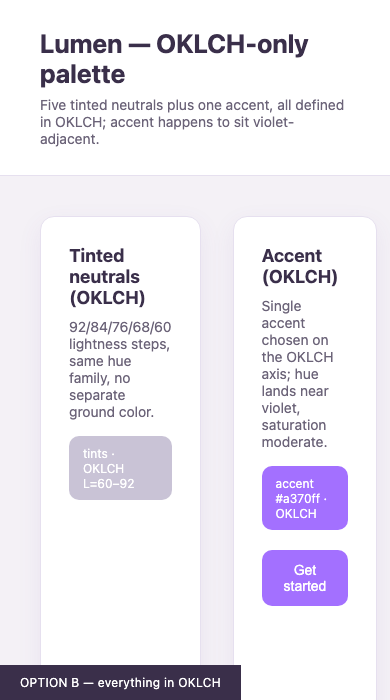 Lumen — OKLCH-only
palette
Five tinted neutrals plus one accent, all defined
in OKLCH; accent happens to sit violet-
adjacent.
Tinted
neutrals
(OKLCH)
92/84/76/68/60
lightness steps,
same hue
family, no
separate
ground color.
tints ·
OKLCH
L=60–92
Accent
(OKLCH)
Single
accent
chosen on
the OKLCH
axis; hue
lands near
violet,
saturation
moderate.
accent
#a370ff ·
OKLCH
Get
started
OPTION B — everything in OKLCH